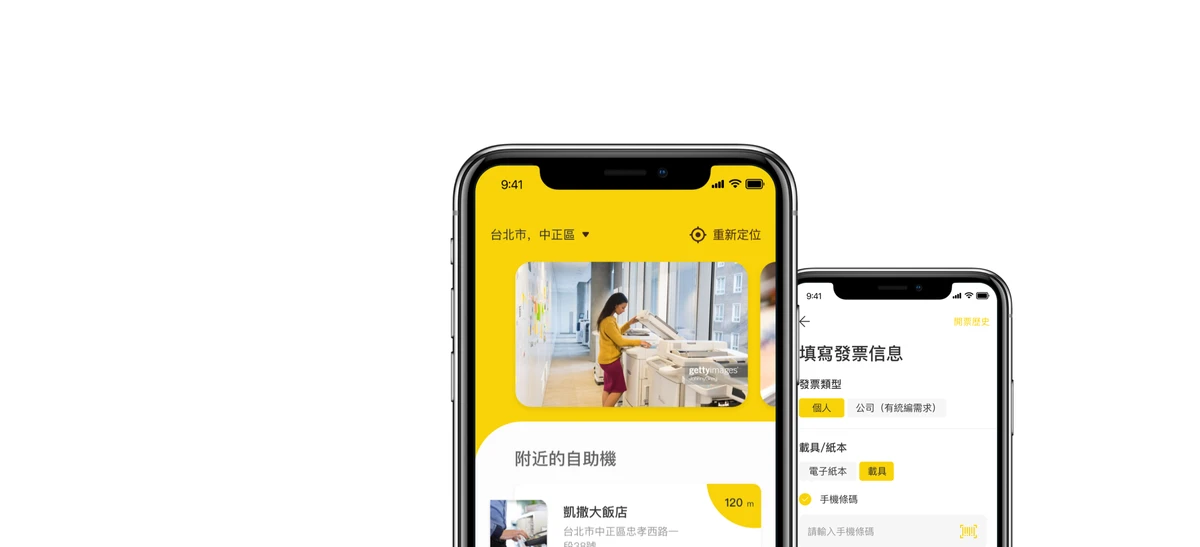 9:41
台北市，中正區
重新定位
gettyimages
附近的自助機
120 m
凱撒大飯店
台北市中正區忠孝西路一
段38號
9:41
開票歷史
填寫發票信息
發票類型
個人
公司（有統編需求）
載具/紙本
電子紙本
載具
手機條碼
請輸入手機條碼